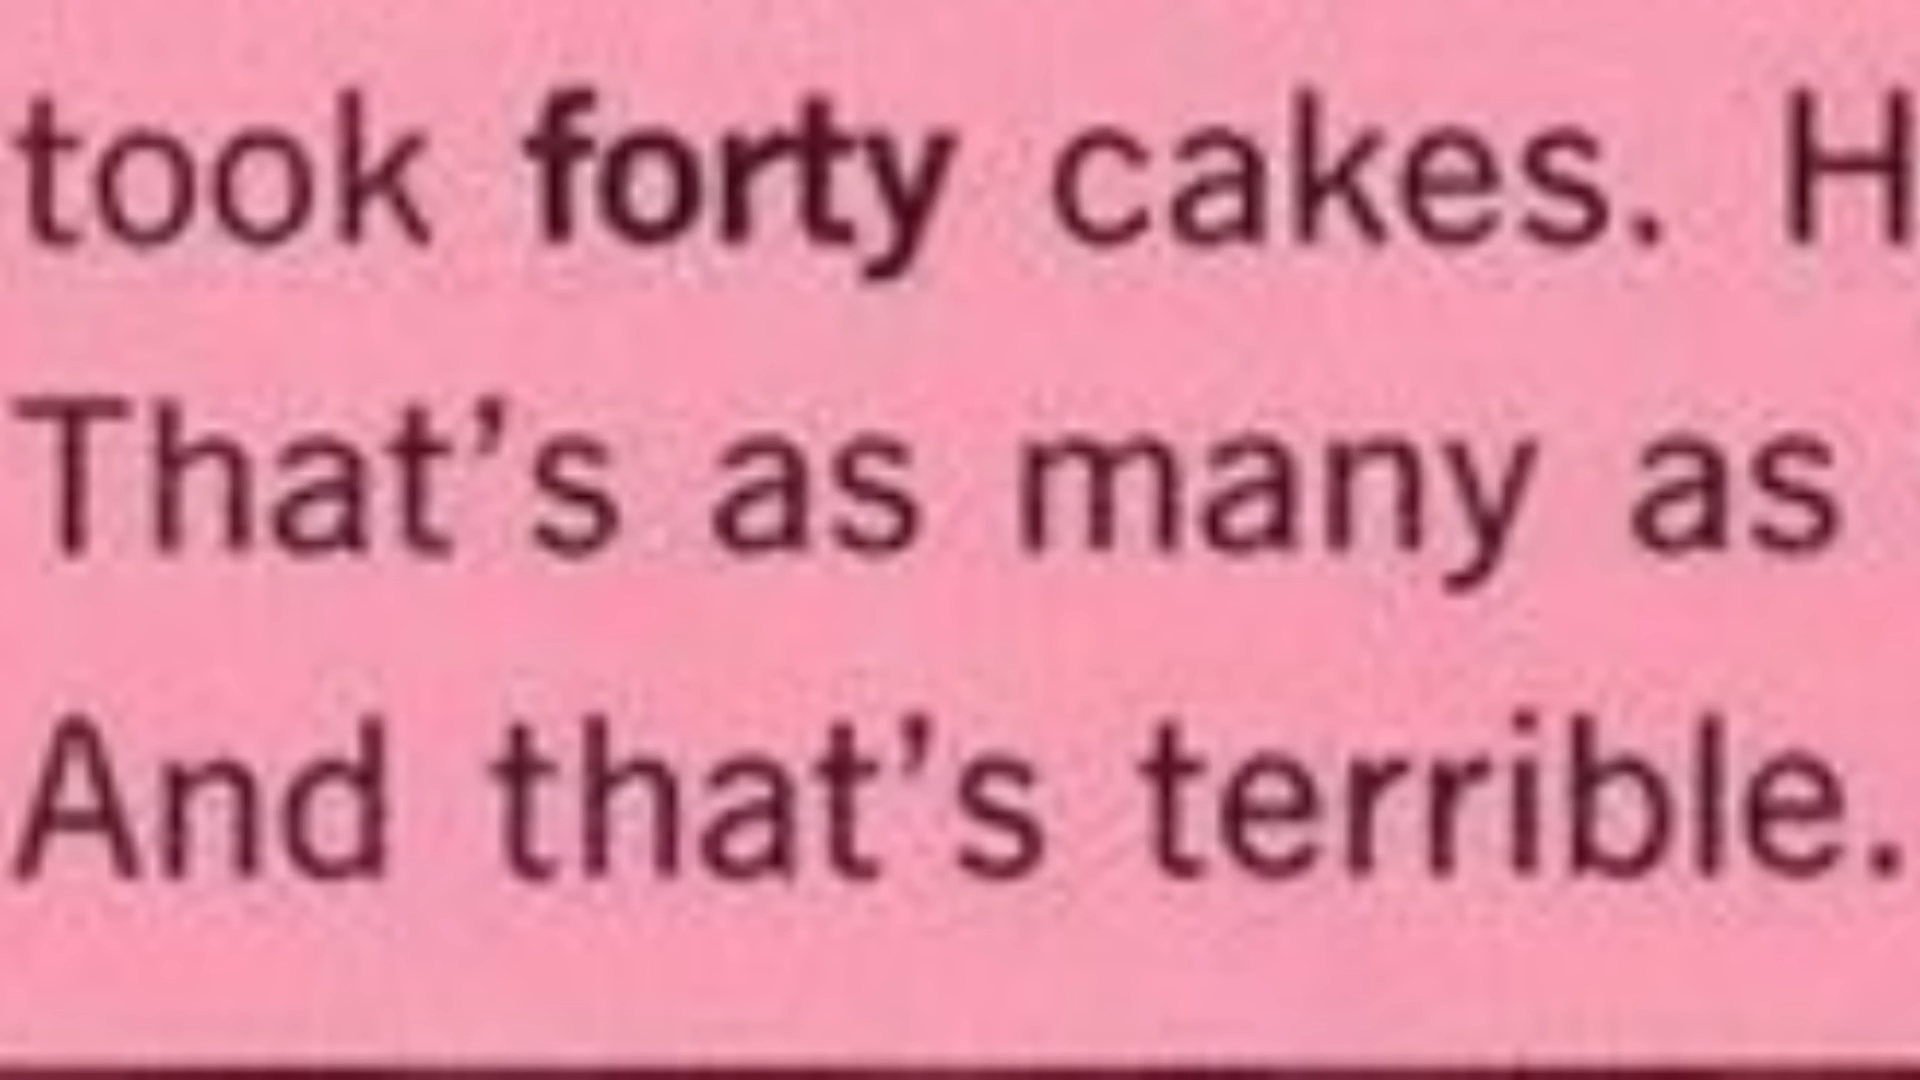 took forty cakes. H
That’s as many as
And that’s terrible.